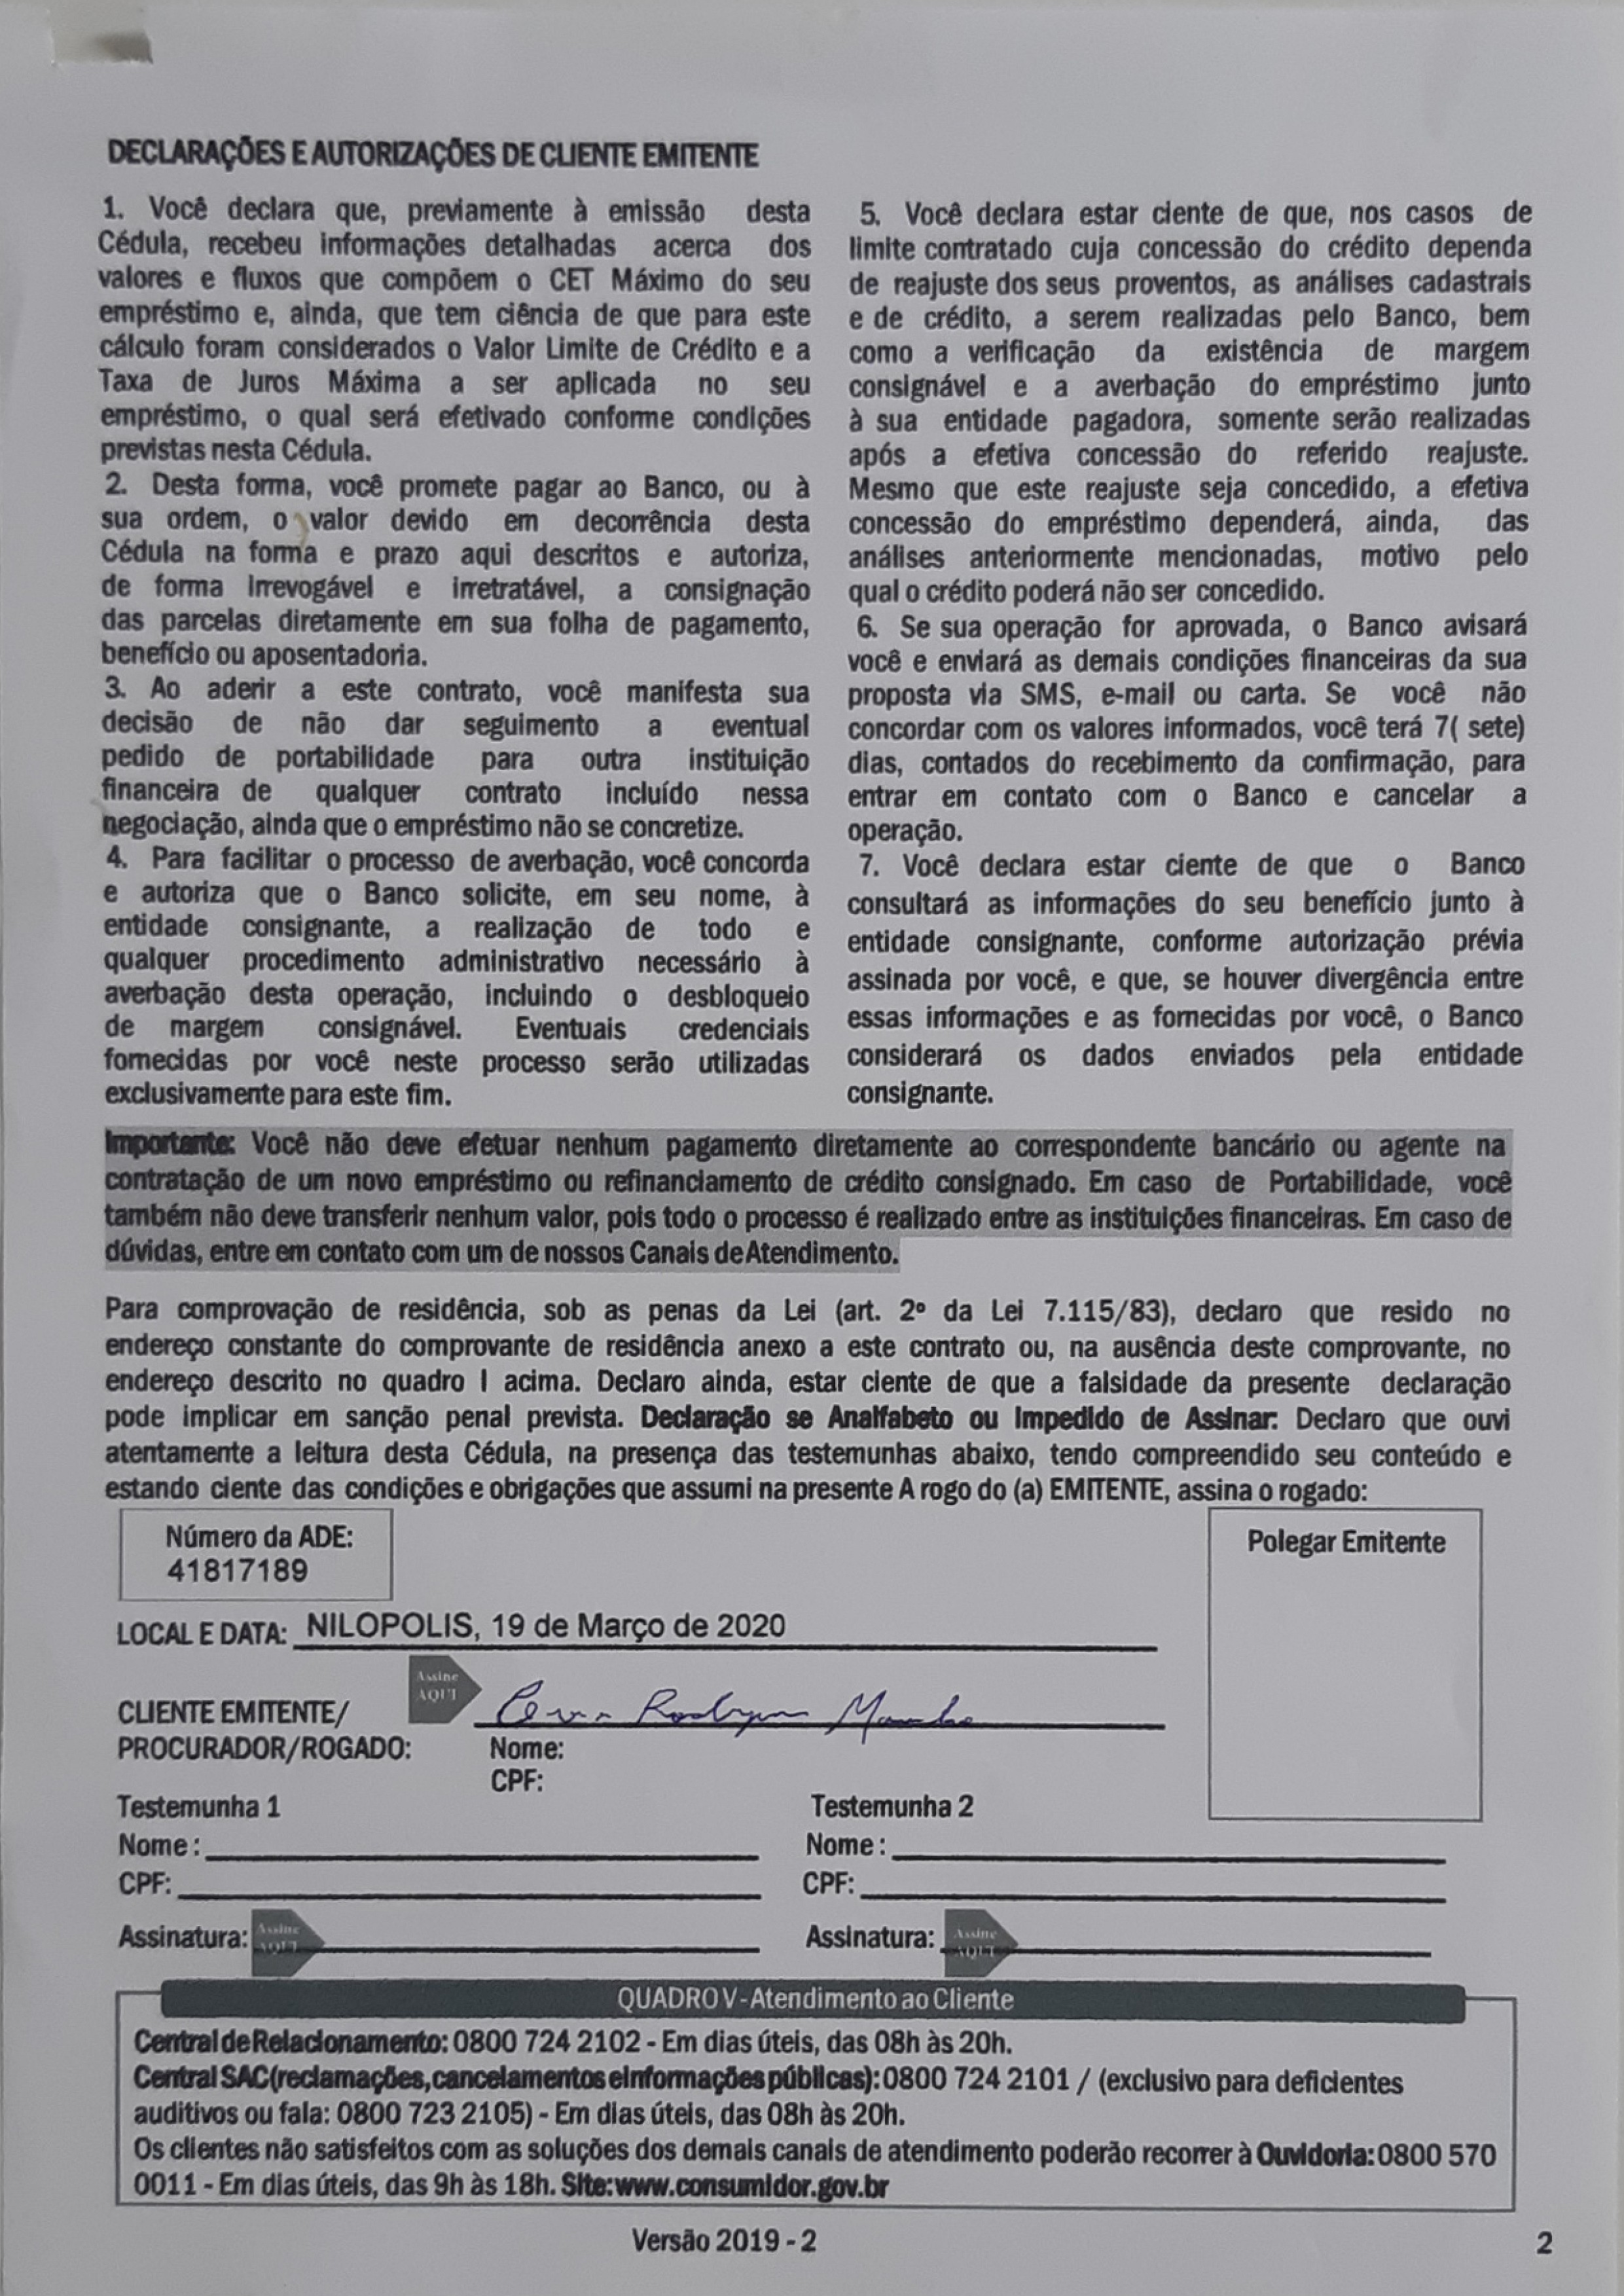 DECLARAÇÕES E AUTORIZAÇÕES DE CLIENTE EMITENTE
1. Você declara que, previamente à emissão desta
Cédula, recebeu informações detalhadas acerca dos
valores e fluxos que compõem o CET Máximo do seu
empréstimo e, ainda, que tem ciência de que para este
cálculo foram considerados o Valor Limite de Crédito e a
Taxa de Juros Máxima a ser aplicada no seu
empréstimo, o qual será efetivado conforme condições
previstas nesta Cédula.
2. Desta forma, você promete pagar ao Banco, ou à
sua ordem, o valor devido em decorrência desta
Cédula na forma e prazo aqui descritos e autoriza,
de forma irrevogável e irretratável, a consignação
das parcelas diretamente em sua folha de pagamento,
benefício ou aposentadoria.
3. Ao aderir a este contrato, você manifesta sua
decisão de não dar seguimento a eventual
pedido de portabilidade para outra instituição
financeira de qualquer contrato incluído nessa
negociação, ainda que o empréstimo não se concretize.
4. Para facilitar o processo de averbação, você concorda
e autoriza que o Banco solicite, em seu nome, à
entidade consignante, a realização de todo e
qualquer procedimento administrativo necessário à
averbação desta operação, incluindo o desbloqueio
de margem consignável. Eventuais credenciais
fornecidas por você neste processo serão utilizadas
exclusivamente para este fim.
5. Você declara estar ciente de que, nos casos de
limite contratado cuja concessão do crédito dependa
de reajuste dos seus proventos, as análises cadastrais
e de crédito, a serem realizadas pelo Banco, bem
como a verificação da existência de margem
consignável e a averbação do empréstimo junto
à sua entidade pagadora, somente serão realizadas
após a efetiva concessão do referido reajuste.
Mesmo que este reajuste seja concedido, a efetiva
concessão do empréstimo dependerá, ainda, das
análises anteriormente mencionadas, motivo pelo
qual o crédito poderá não ser concedido.
6. Se sua operação for aprovada, o Banco avisará
você e enviará as demais condições financeiras da sua
proposta via SMS, e-mail ou carta. Se você não
concordar com os valores informados, você terá 7( sete)
dias, contados do recebimento da confirmação, para
entrar em contato com o Banco e cancelar a
operação.
7. Você declara estar ciente de que o Banco
consultará as informações do seu benefício junto à
entidade consignante, conforme autorização prévia
assinada por você, e que, se houver divergência entre
essas informações e as fornecidas por você, o Banco
considerará os dados enviados pela entidade
consignante.
Importante: Você não deve efetuar nenhum pagamento diretamente ao correspondente bancário ou agente na
contratação de um novo empréstimo ou refinanciamento de crédito consignado. Em caso de Portabilidade, você
também não deve transferir nenhum valor, pois todo o processo é realizado entre as instituições financeiras. Em caso de
dúvidas, entre em contato com um de nossos Canais de Atendimento.
Para comprovação de residência, sob as penas da Lei (art. 2º da Lei 7.115/83), declaro que resido no
endereço constante do comprovante de residência anexo a este contrato ou, na ausência deste comprovante, no
endereço descrito no quadro I acima. Declaro ainda, estar ciente de que a falsidade da presente declaração
pode implicar em sanção penal prevista. Declaração se Analfabeto ou Impedido de Assinar: Declaro que ouvi
atentamente a leitura desta Cédula, na presença das testemunhas abaixo, tendo compreendido seu conteúdo e
estando ciente das condições e obrigações que assumi na presente A rogo do (a) EMITENTE, assina o rogado:
Número da ADE:
41817189
Polegar Emitente
LOCAL E DATA: NILOPOLIS, 19 de Março de 2020
Assine
AQUI
CLIENTE EMITENTE/
PROCURADOR/ROGADO:
Nome:
CPF:
Testemunha 1
Nome:
CPF:
Assinatura: Assine
AQUI
Testemunha 2
Nome:
CPF:
Assinatura: Assine
AQUI
QUADRO V - Atendimento ao Cliente
Central de Relacionamento: 0800 724 2102 - Em dias úteis, das 08h às 20h.
Central SAC (reclamações, cancelamentos e informações públicas): 0800 724 2101 / (exclusivo para deficientes
auditivos ou fala: 0800 723 2105) - Em dias úteis, das 08h às 20h.
Os clientes não satisfeitos com as soluções dos demais canais de atendimento poderão recorrer à Ouvidoria: 0800 570
0011 - Em dias úteis, das 9h às 18h. Site: www.consumidor.gov.br
Versão 2019 - 2
2